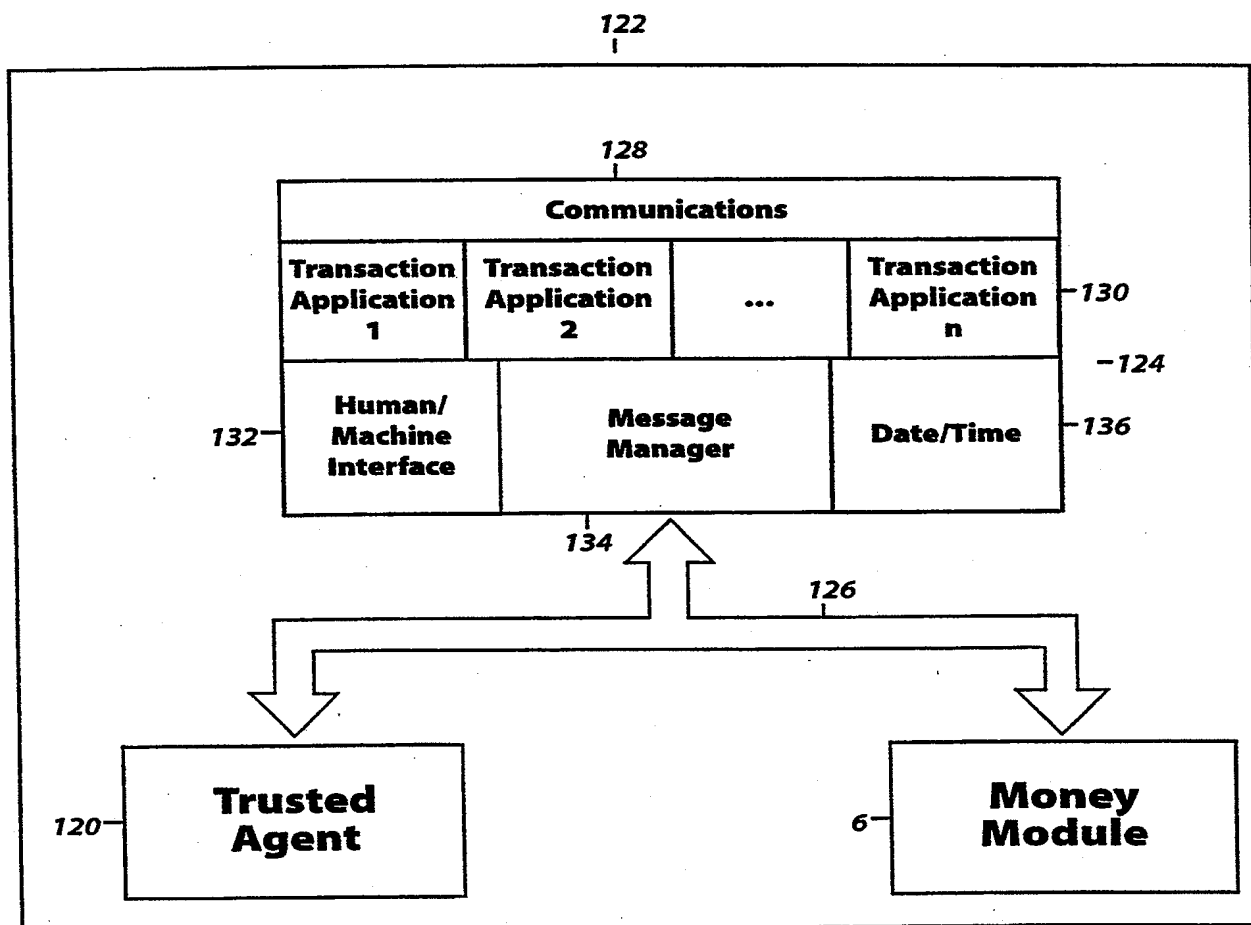 122
128
Communications
Transaction
Application
1
Transaction
Application
2
...
Transaction
Application
n
130
124
132
Human/
Machine
Interface
Message
Manager
Date/Time
136
134
126
120
Trusted
Agent
6
Money
Module